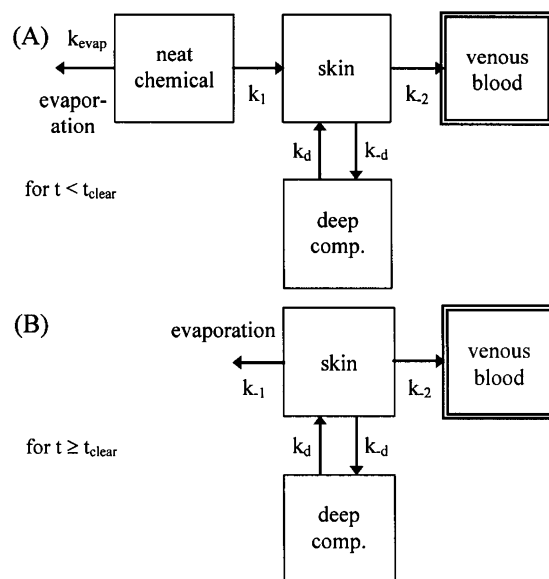 (A)
k_evap
evapor-
ation
neat
chemical
k_1
skin
k_-2
venous
blood
k_d
k_-d
for t < t_clear
deep
comp.
(B)
evaporation
k_-1
skin
k_-2
venous
blood
k_d
k_-d
for t ≥ t_clear
deep
comp.